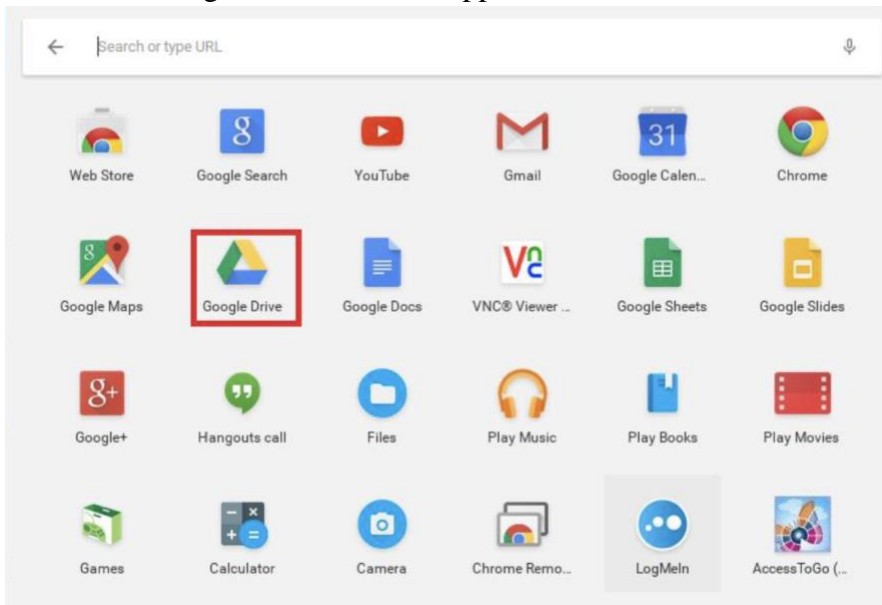 Search or type URL
Web Store
Google Search
YouTube
Gmail
Google Calen...
Chrome
Google Maps
Google Drive
Google Docs
VNC® Viewer ...
Google Sheets
Google Slides
Google+
Hangouts call
Files
Play Music
Play Books
Play Movies
Games
Calculator
Camera
Chrome Remo...
LogMeIn
AccessToGo (...